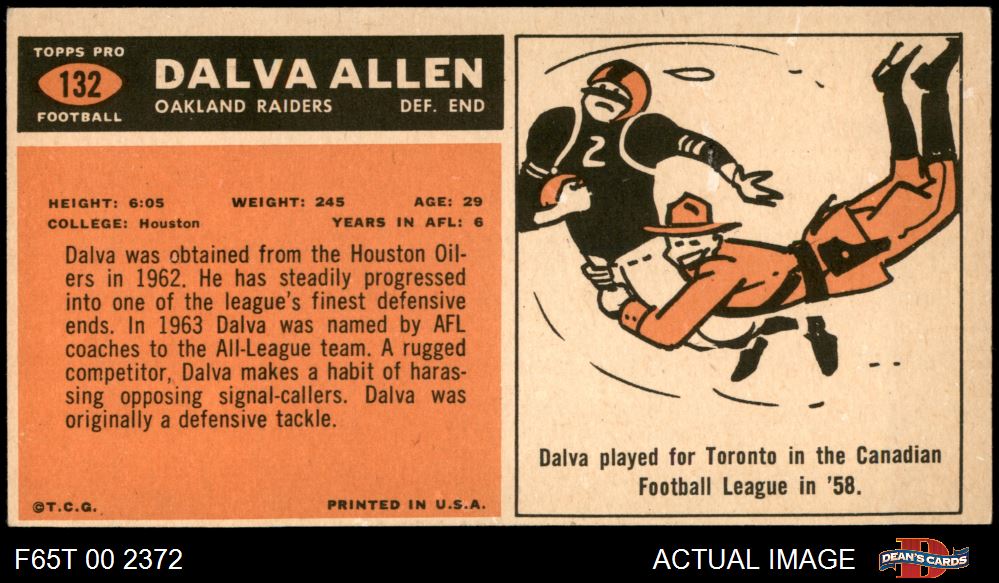 TOPPS PRO
132
FOOTBALL
DALVA ALLEN
OAKLAND RAIDERS DEF. END
HEIGHT: 6:05 WEIGHT: 245 AGE: 29
COLLEGE: Houston YEARS IN AFL: 6
Dalva was obtained from the Houston Oil-
ers in 1962. He has steadily progressed
into one of the league's finest defensive
ends. In 1963 Dalva was named by AFL
coaches to the All-League team. A rugged
competitor, Dalva makes a habit of haras-
sing opposing signal-callers. Dalva was
originally a defensive tackle.
©T.C.G. PRINTED IN U.S.A.
2
Dalva played for Toronto in the Canadian
Football League in '58.
F65T 00 2372 ACTUAL IMAGE
D
DEAN'S CARDS